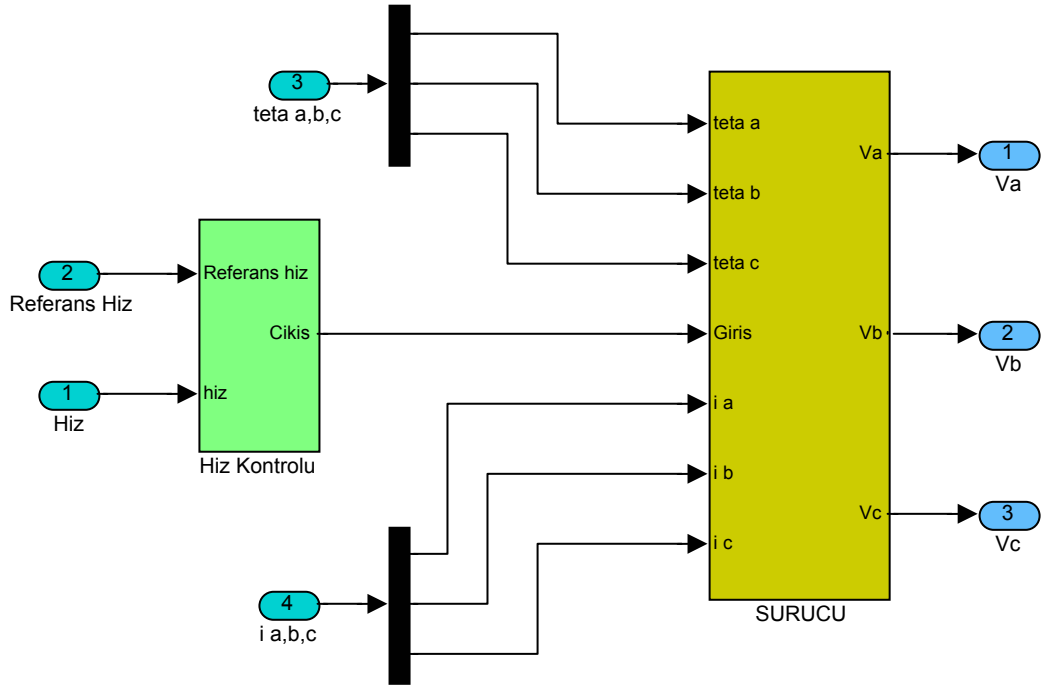 3
teta a,b,c
teta a
teta b
teta c
Giris
i a
i b
i c
Va
Vb
Vc
SURUCU
1
Va
2
Vb
3
Vc
2
Referans Hiz
1
Hiz
Referans hiz
Cikis
hiz
Hiz Kontrolu
4
i a,b,c